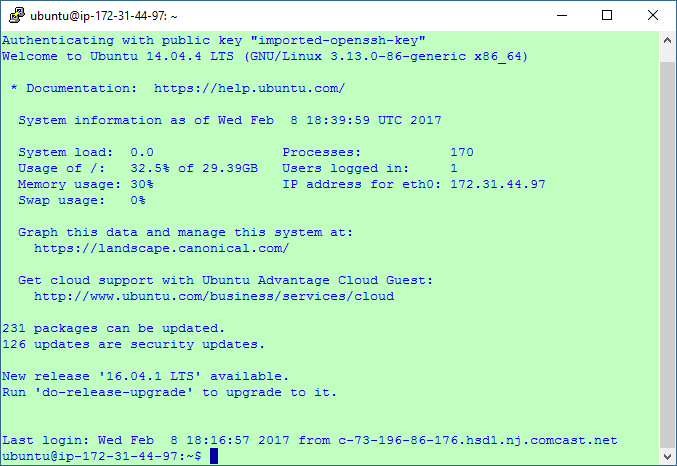 ubuntu@ip-172-31-44-97: ~
Authenticating with public key "imported-openssh-key"
Welcome to Ubuntu 14.04.4 LTS (GNU/Linux 3.13.0-86-generic x86_64)
* Documentation:  https://help.ubuntu.com/
System information as of Wed Feb  8 18:39:59 UTC 2017
System load:  0.0                Processes:           170
Usage of /:   32.5% of 29.39GB   Users logged in:     1
Memory usage: 30%                IP address for eth0: 172.31.44.97
Swap usage:   0%
Graph this data and manage this system at:
https://landscape.canonical.com/
Get cloud support with Ubuntu Advantage Cloud Guest:
http://www.ubuntu.com/business/services/cloud
231 packages can be updated.
126 updates are security updates.
New release '16.04.1 LTS' available.
Run 'do-release-upgrade' to upgrade to it.
Last login: Wed Feb  8 18:16:57 2017 from c-73-196-86-176.hsd1.nj.comcast.net
ubuntu@ip-172-31-44-97:~$